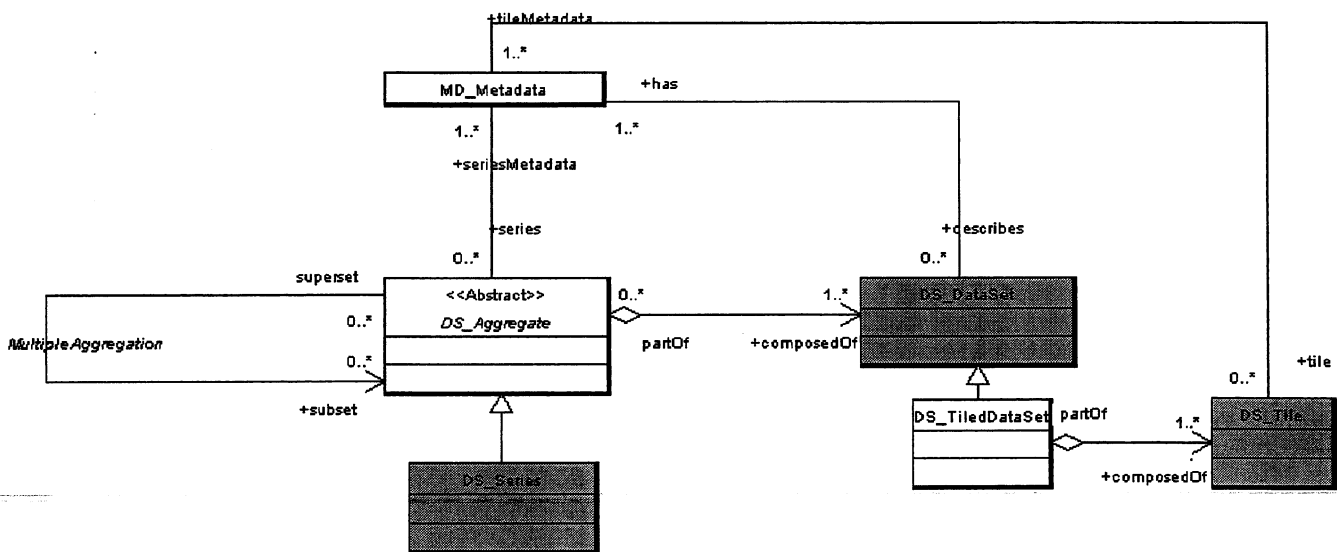 +tileMetadata
1..*
MD_Metadata
+has
1..*
1..*
+seriesMetadata
+series
+describes
0..*
0..*
superset
<<Abstract>>
DS_Aggregate
0..*
1..*
DS_DataSet
0..*
MultipleAggregation
partOf
+composedOf
0..*
+tile
0..*
+subset
DS_TiledDataSet
partOf
1..*
DS_Tile
DS_Series
+composedOf